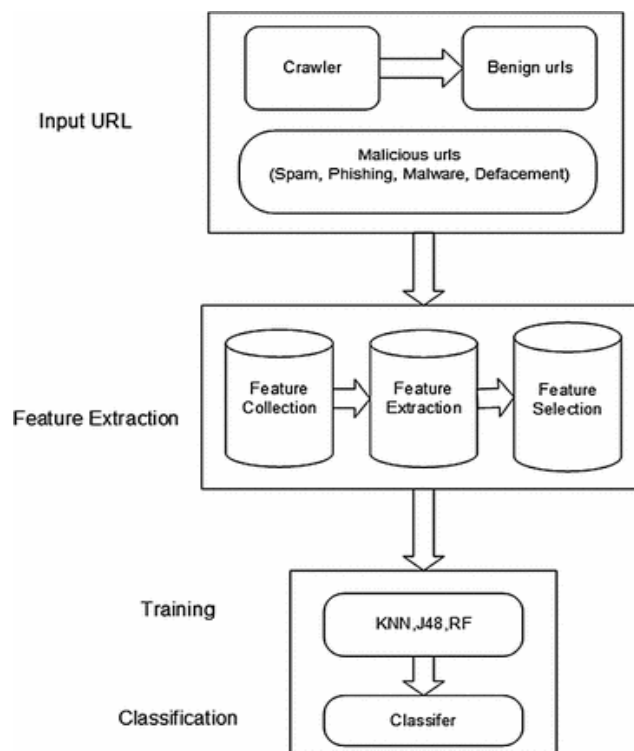 Input URL
Crawler
Benign urls
Malicious urls
(Spam, Phishing, Malware, Defacement)
Feature Extraction
Feature
Collection
Feature
Extraction
Feature
Selection
Training
KNN,J48,RF
Classification
Classifer